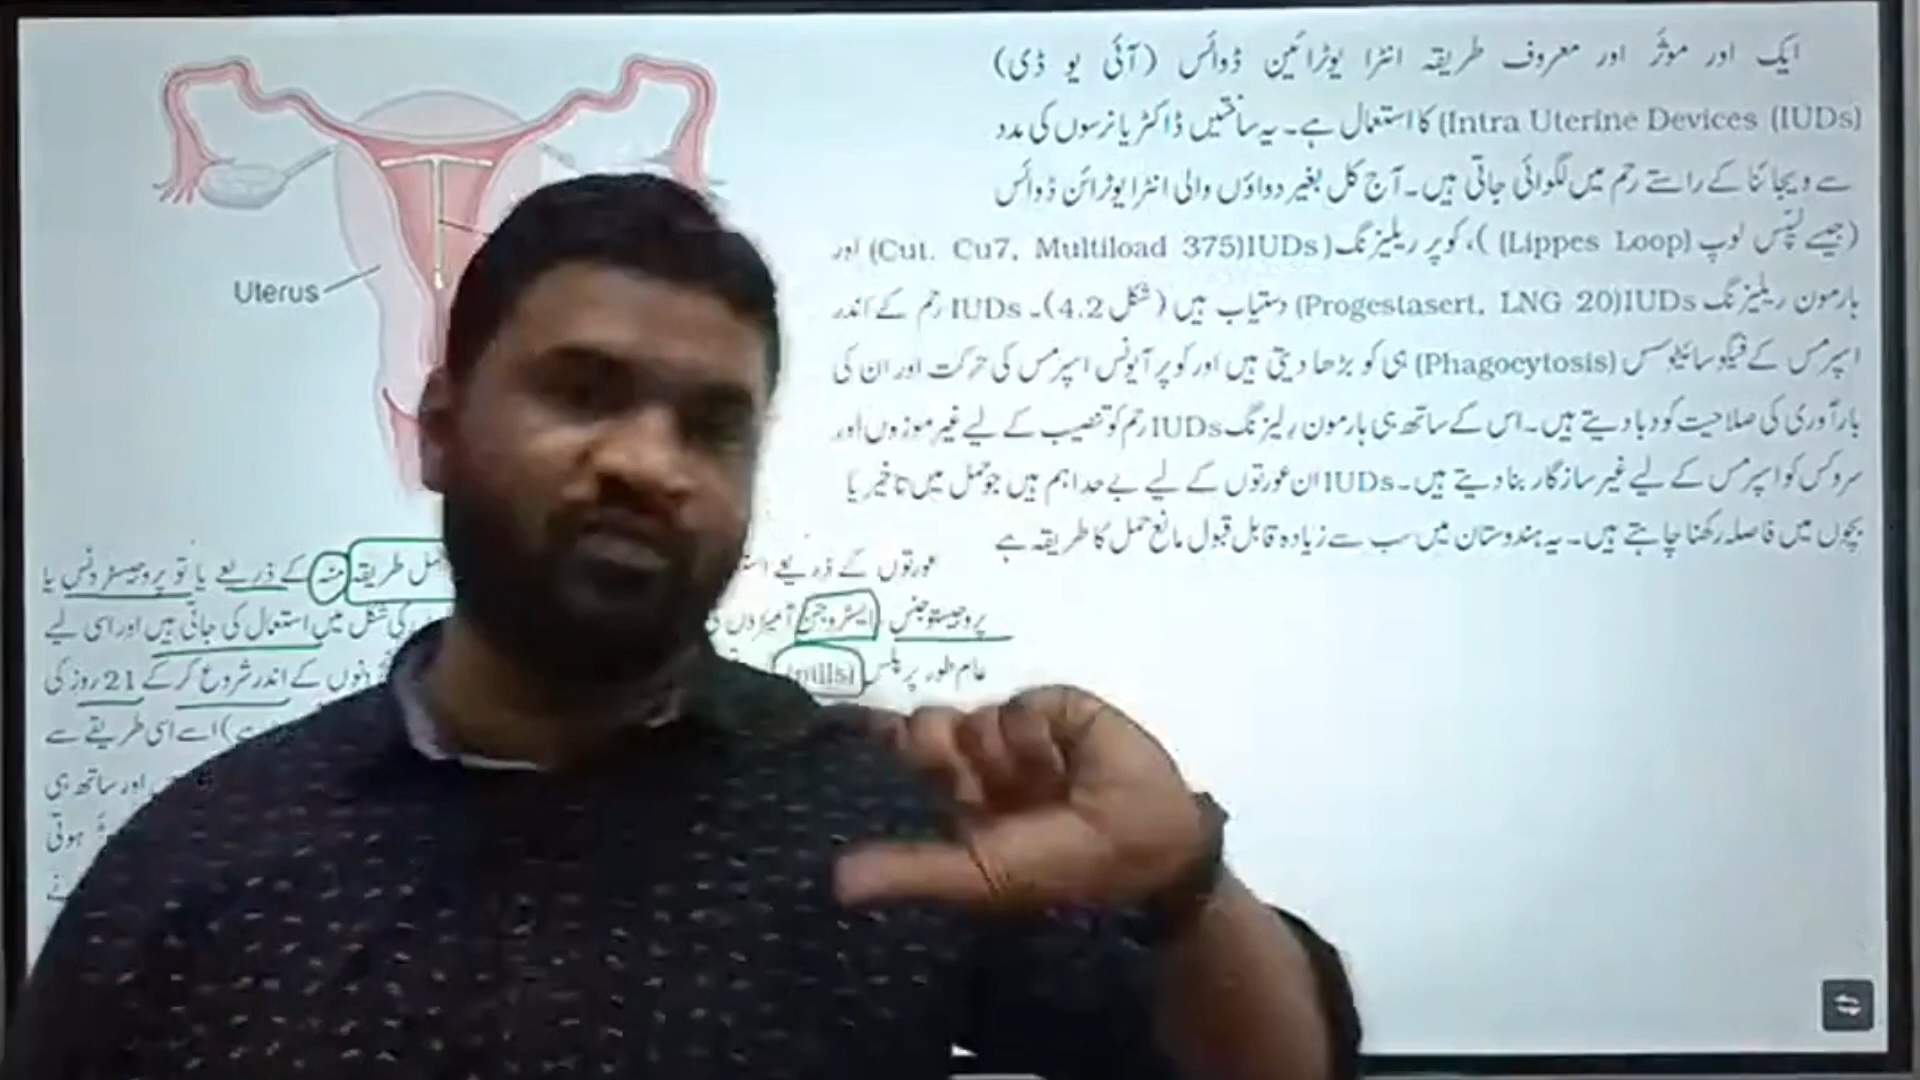 ایک اور موثر اور معروف طریقہ انٹرا یوٹرائین ڈوائس (آئی یو ڈی)
(Intra Uterine Devices (IUDs) کا استعمال ہے۔ یہ ساختیں ڈاکٹر یا نرسوں کی مدد
سے ویجائنا کے راستے رحم میں لگوائی جاتی ہیں۔ آج کل بغیر دواؤں والی انٹرا یوٹرائن ڈوائس
(جیسے لپس لوپ (Lippes Loop) )، کوپر ریلیزنگ IUDs(Cut. Cu7, Multiload 375) اور
ہارمون ریلیزنگ IUDs(Progestasert, LNG 20) دستیاب ہیں (شکل 4.2)۔ IUDs رحم کے اندر
اسپرمس کے فیگوسائیٹوسس (Phagocytosis) ہی کو بڑھا دیتی ہیں اور کوپر آیونس اسپرمس کی حرکت اور ان کی
بارآوری کی صلاحیت کو دبا دیتے ہیں۔ اس کے ساتھ ہی ہارمون ریلیزنگ IUDs رحم کو تنصیب کے لیے غیر موزوں اور
سروکس کو اسپرمس کے لیے غیر سازگار بنا دیتے ہیں۔ IUDs ان عورتوں کے لیے بے حد اہم ہیں جو حمل میں تاخیر یا
بچوں میں فاصلہ رکھنا چاہتے ہیں۔ یہ ہندوستان میں سب سے زیادہ قابل قبول مانع حمل کا طریقہ ہے
Uterus
عورتوں کے ذریعے طریقہ منہ کے ذریعے یا تو پروجیسٹرونس یا
پروجیسٹوجنس ایسٹروجن کی شکل میں استعمال کی جاتی ہیں اور اسی لیے
عام طور پر پلس (pills) دنوں کے اندر شروع کر کے 21 روز کی
اسے اسی طریقے سے
اور ساتھ ہی
ہوتی